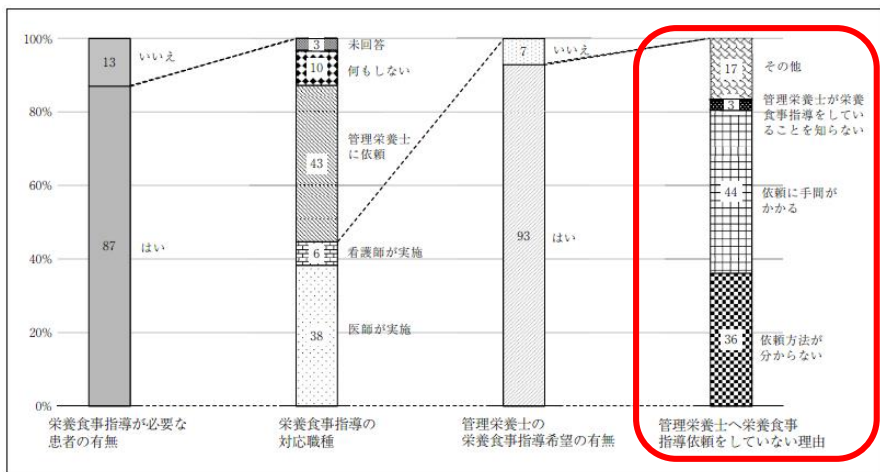 100%
80%
60%
40%
20%
0%
13
いいえ
87
はい
栄養食事指導が必要な
患者の有無
3
未回答
10
何もしない
43
管理栄養士
に依頼
6
看護師が実施
38
医師が実施
栄養食事指導の
対応職種
7
いいえ
93
はい
管理栄養士の
栄養食事指導希望の有無
17
その他
3
管理栄養士が栄養
食事指導をしてい
ることを知らない
44
依頼に手間が
かかる
36
依頼方法が
分からない
管理栄養士へ栄養食事
指導依頼をしていない理由